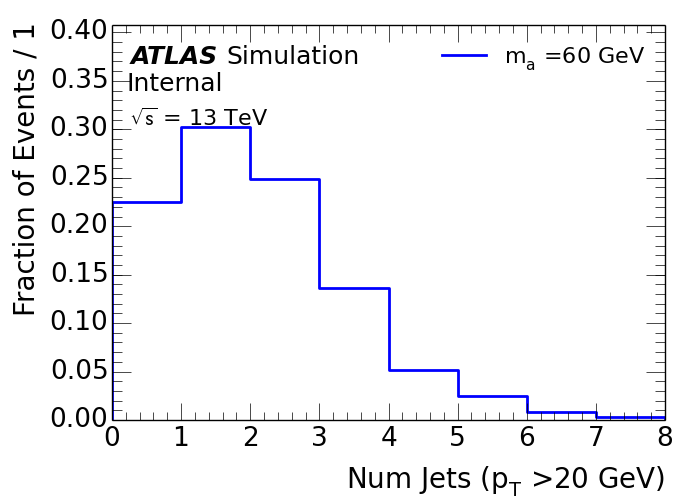 0.40
0.35
0.30
0.25
0.20
0.15
0.10
0.05
0.00
Fraction of Events / 1
ATLAS Simulation
Internal
√s = 13 TeV
mₐ =60 GeV
0 1 2 3 4 5 6 7 8
Num Jets (p_T >20 GeV)